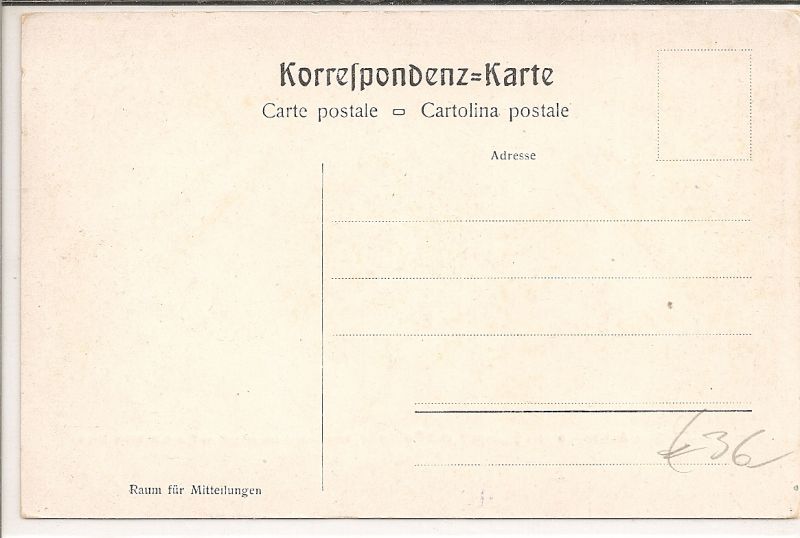 Korreſpondenz=Karte
Carte postale ▭ Cartolina postale
Adresse
Raum für Mitteilungen
€36